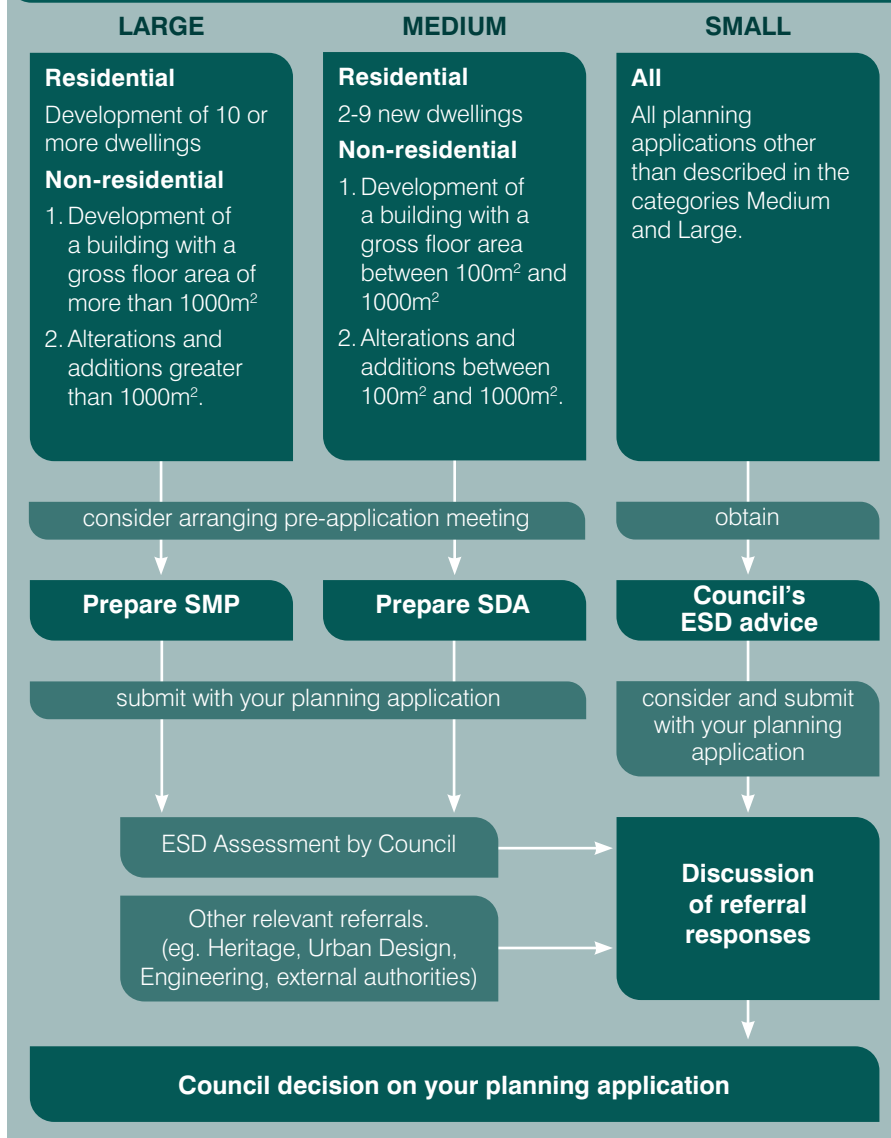 LARGE
Residential
Development of 10 or
more dwellings
Non-residential
1. Development of
a building with a
gross floor area of
more than 1000m²
2. Alterations and
additions greater
than 1000m².
MEDIUM
Residential
2-9 new dwellings
Non-residential
1. Development of
a building with a
gross floor area
between 100m² and
1000m²
2. Alterations and
additions between
100m² and 1000m².
SMALL
All
All planning
applications other
than described in the
categories Medium
and Large.
consider arranging pre-application meeting
obtain
Prepare SMP
Prepare SDA
Council's
ESD advice
submit with your planning application
consider and submit
with your planning
application
ESD Assessment by Council
Other relevant referrals.
(eg. Heritage, Urban Design,
Engineering, external authorities)
Discussion
of referral
responses
Council decision on your planning application